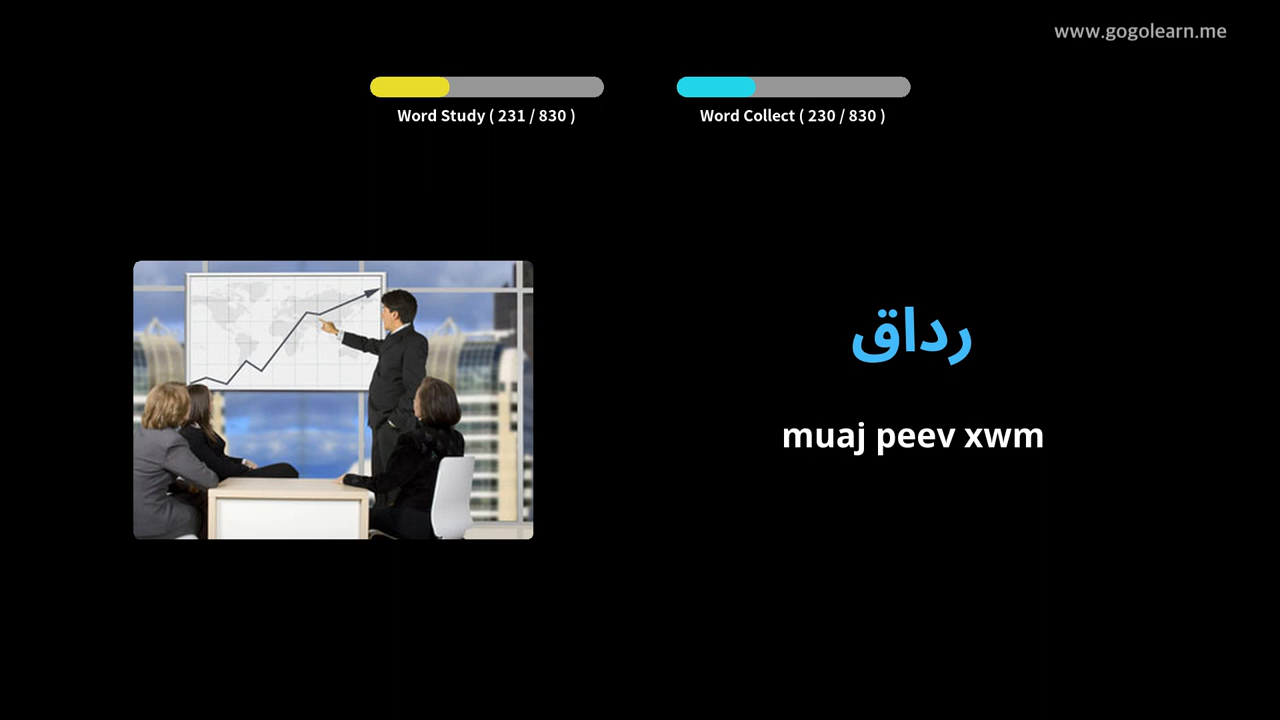 www.gogolearn.me
Word Study ( 231 / 830 )
Word Collect ( 230 / 830 )
رداق
muaj peev xwm